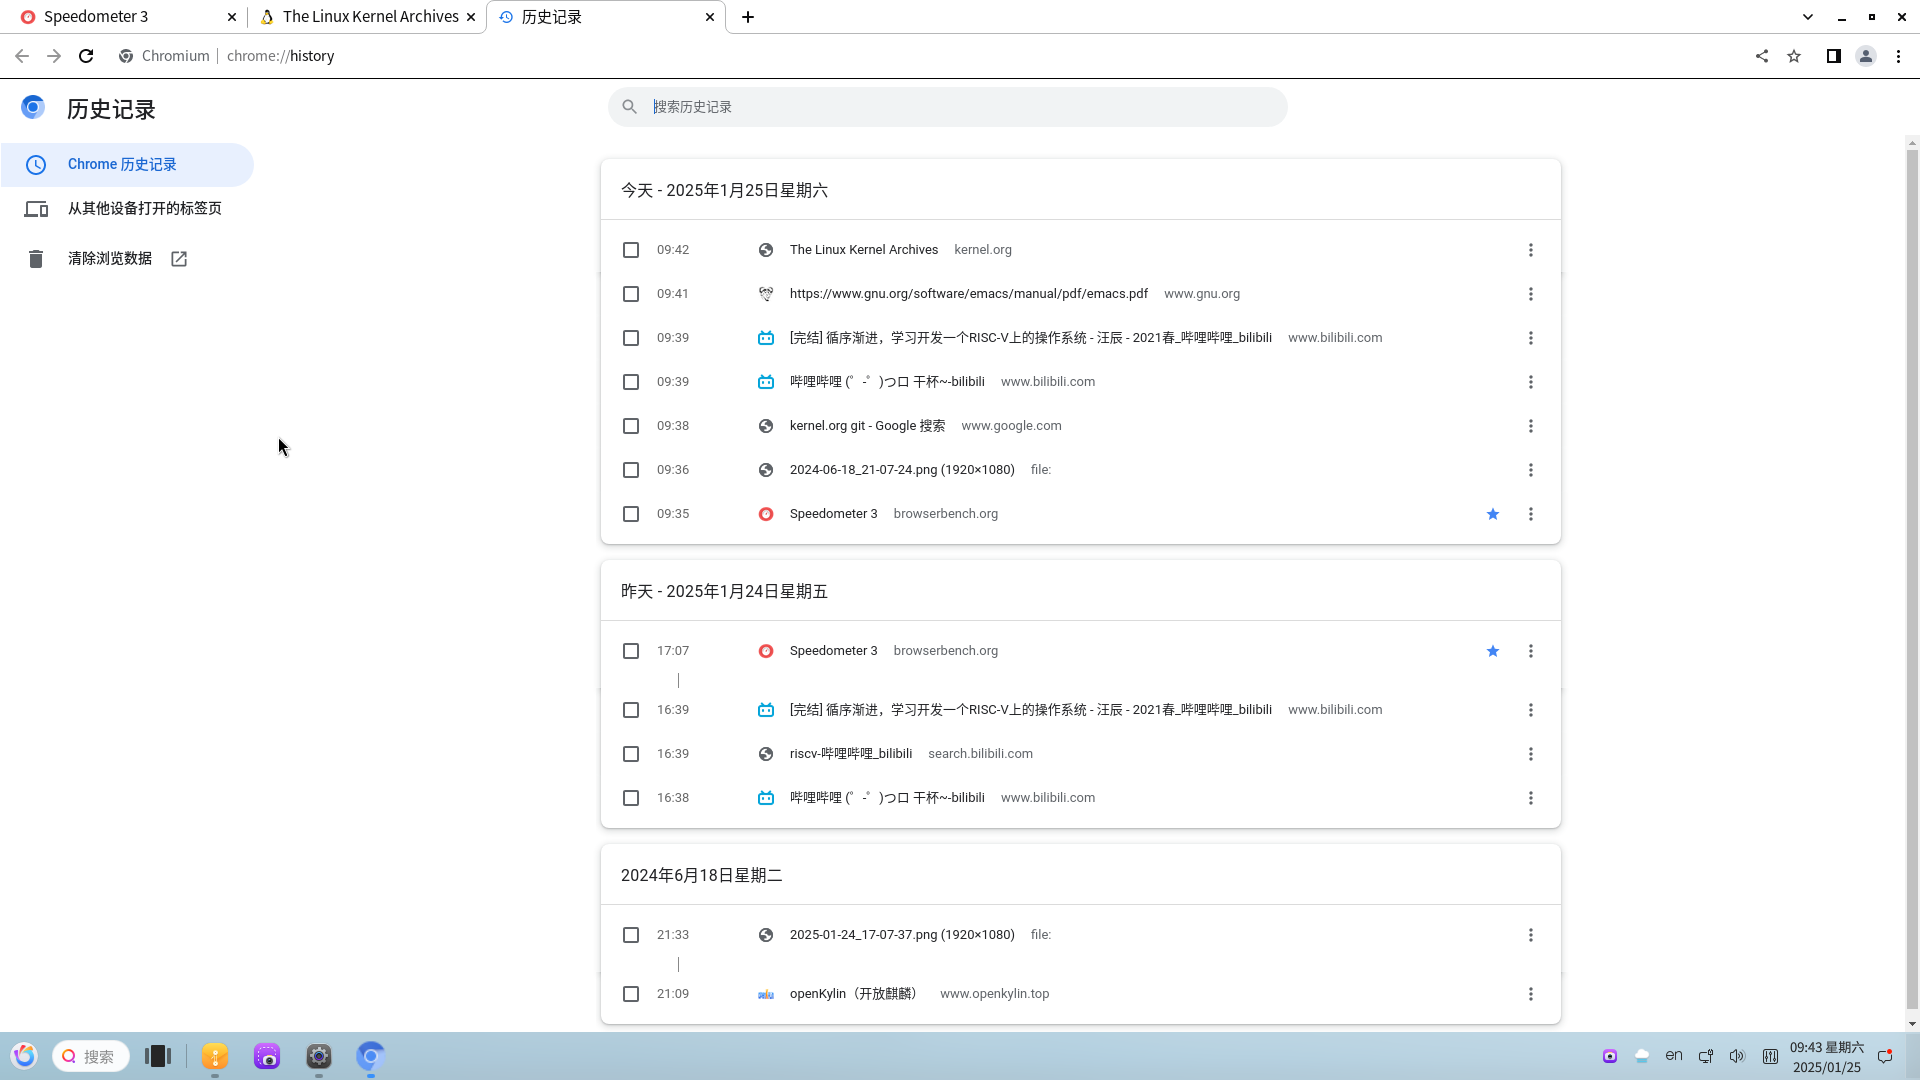 Speedometer 3
The Linux Kernel Archives
历史记录
Chromium
chrome://history
历史记录
搜索历史记录
Chrome 历史记录
从其他设备打开的标签页
清除浏览数据
今天 - 2025年1月25日星期六
09:42 The Linux Kernel Archives kernel.org
09:41 https://www.gnu.org/software/emacs/manual/pdf/emacs.pdf www.gnu.org
09:39 [完结] 循序渐进，学习开发一个RISC-V上的操作系统 - 汪辰 - 2021春_哔哩哔哩_bilibili www.bilibili.com
09:39 哔哩哔哩 (゜-゜)つロ 干杯~-bilibili www.bilibili.com
09:38 kernel.org git - Google 搜索 www.google.com
09:36 2024-06-18_21-07-24.png (1920×1080) file:
09:35 Speedometer 3 browserbench.org
昨天 - 2025年1月24日星期五
17:07 Speedometer 3 browserbench.org
16:39 [完结] 循序渐进，学习开发一个RISC-V上的操作系统 - 汪辰 - 2021春_哔哩哔哩_bilibili www.bilibili.com
16:39 riscv-哔哩哔哩_bilibili search.bilibili.com
16:38 哔哩哔哩 (゜-゜)つロ 干杯~-bilibili www.bilibili.com
2024年6月18日星期二
21:33 2025-01-24_17-07-37.png (1920×1080) file:
21:09 openKylin（开放麒麟） www.openkylin.top
搜索
en
09:43 星期六
2025/01/25